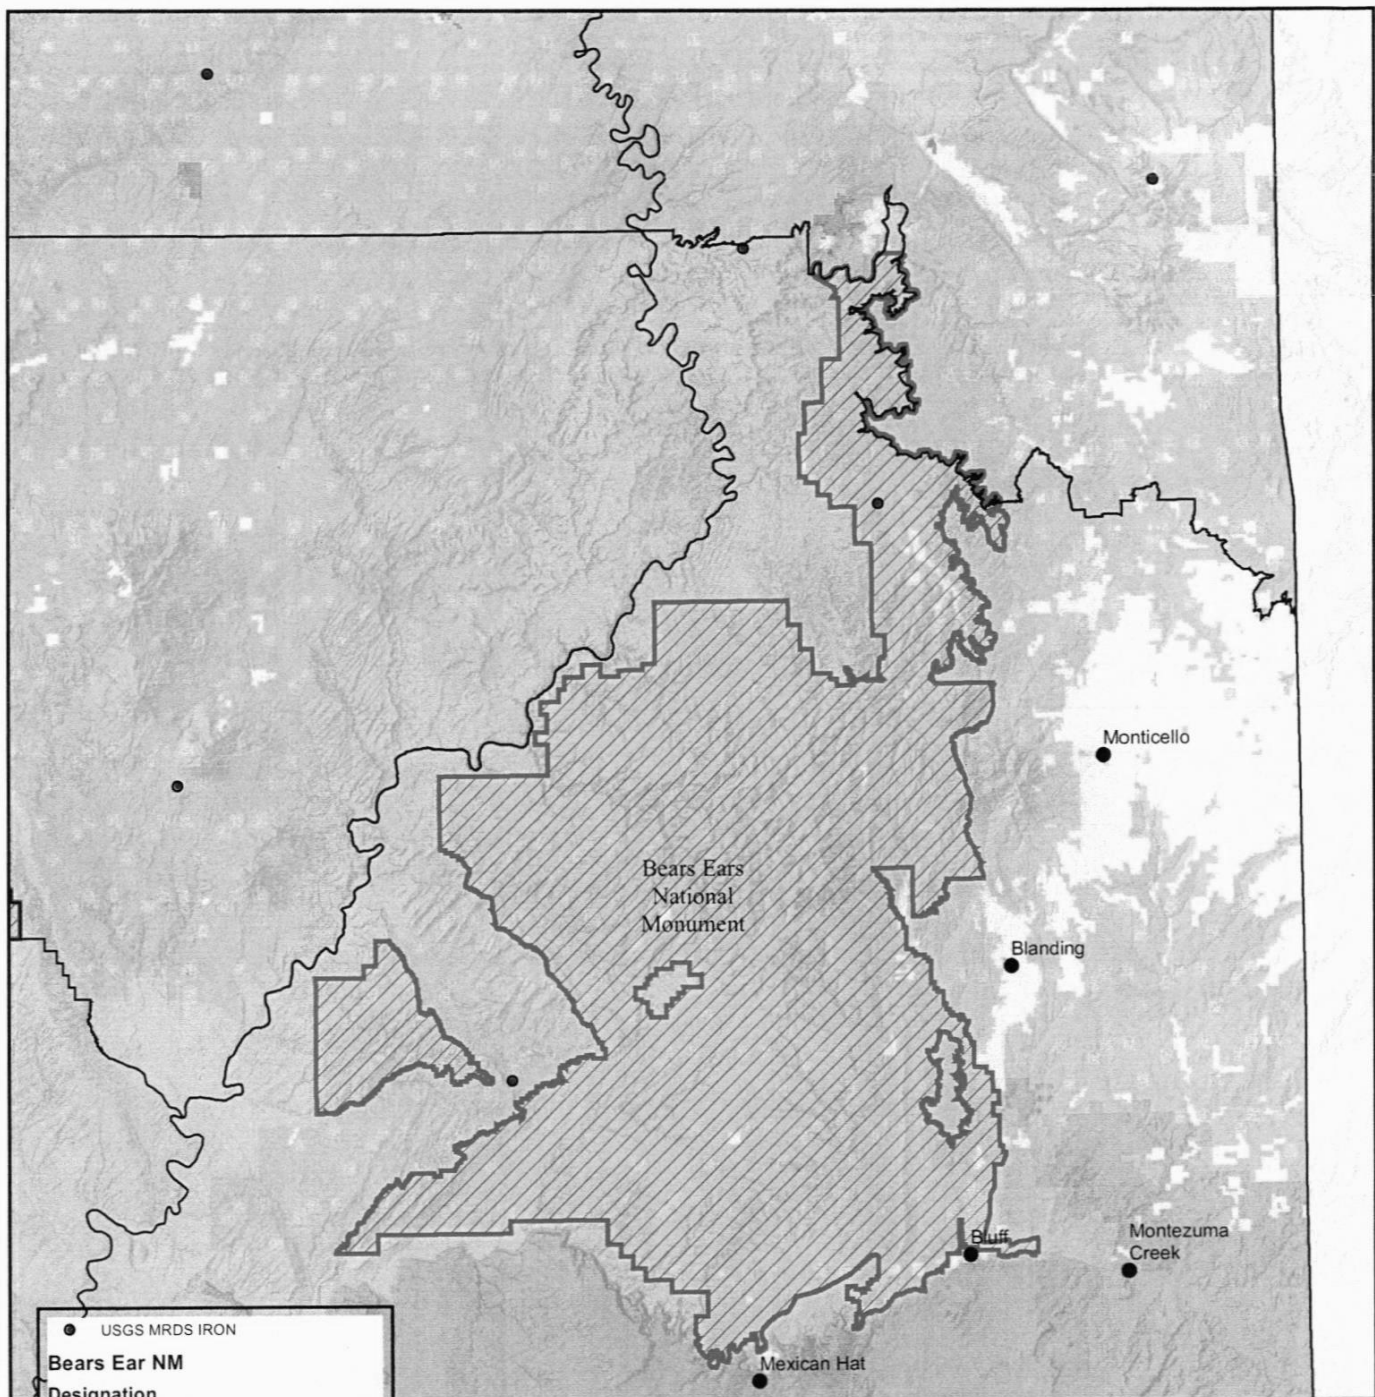 Monticello
Bears Ears
National
Monument
Blanding
Bluff
Montezuma
Creek
USGS MRDS IRON
Bears Ear NM
Mexican Hat
Designation